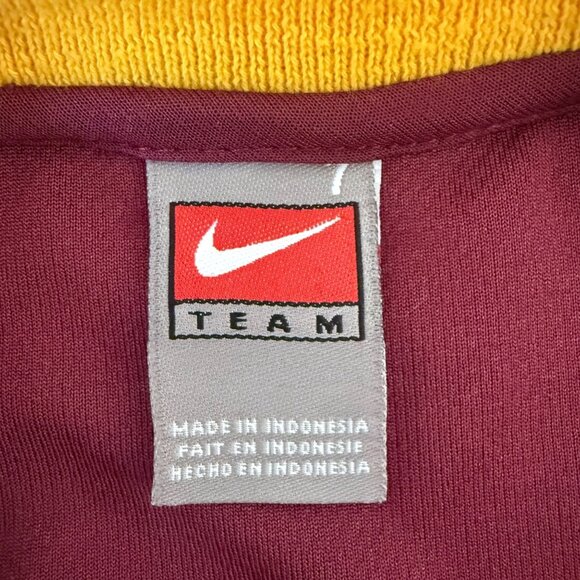 TEAM
MADE IN INDONESIA
FAIT EN INDONESIE
HECHO EN INDONESIA